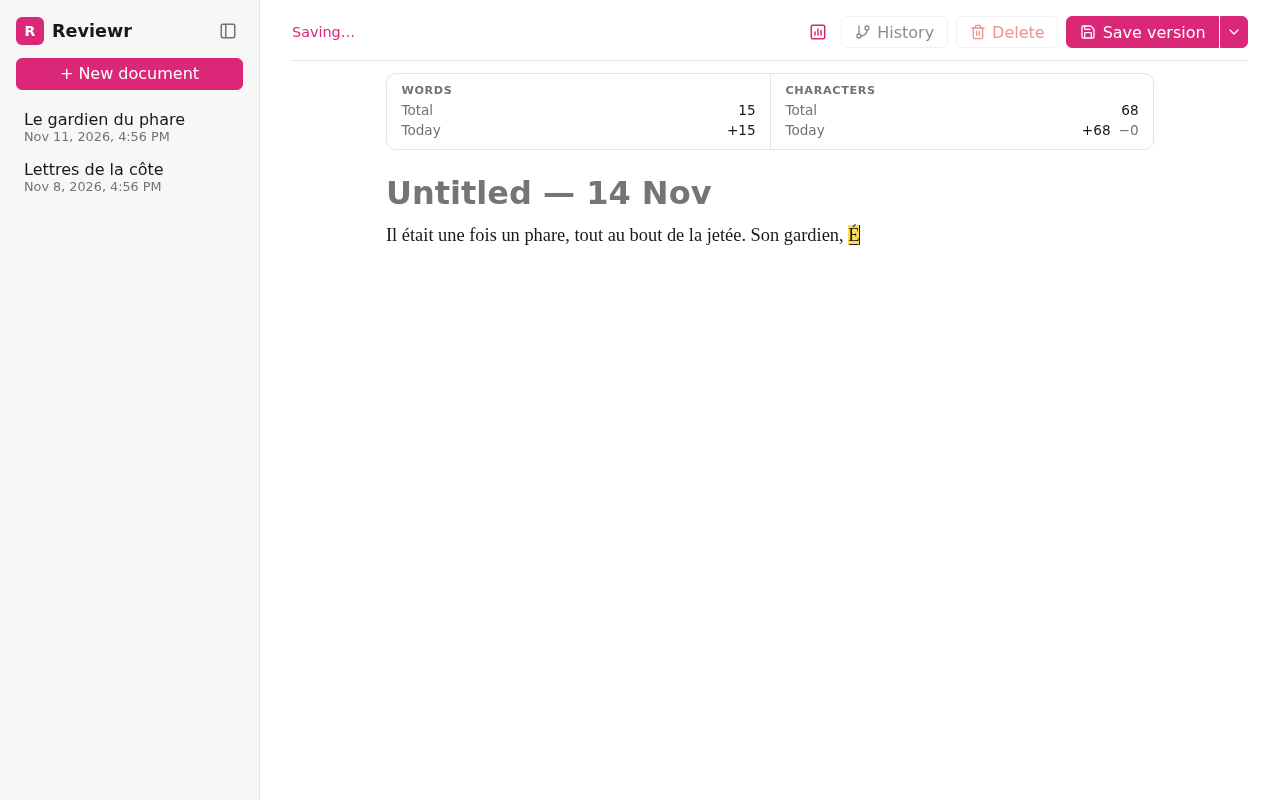 R Reviewr
+ New document
Le gardien du phare
Nov 11, 2026, 4:56 PM
Lettres de la côte
Nov 8, 2026, 4:56 PM
Saving…
History
Delete
Save version
WORDS
Total 15
Today +15
CHARACTERS
Total 68
Today +68 −0
Untitled — 14 Nov
Il était une fois un phare, tout au bout de la jetée. Son gardien, É